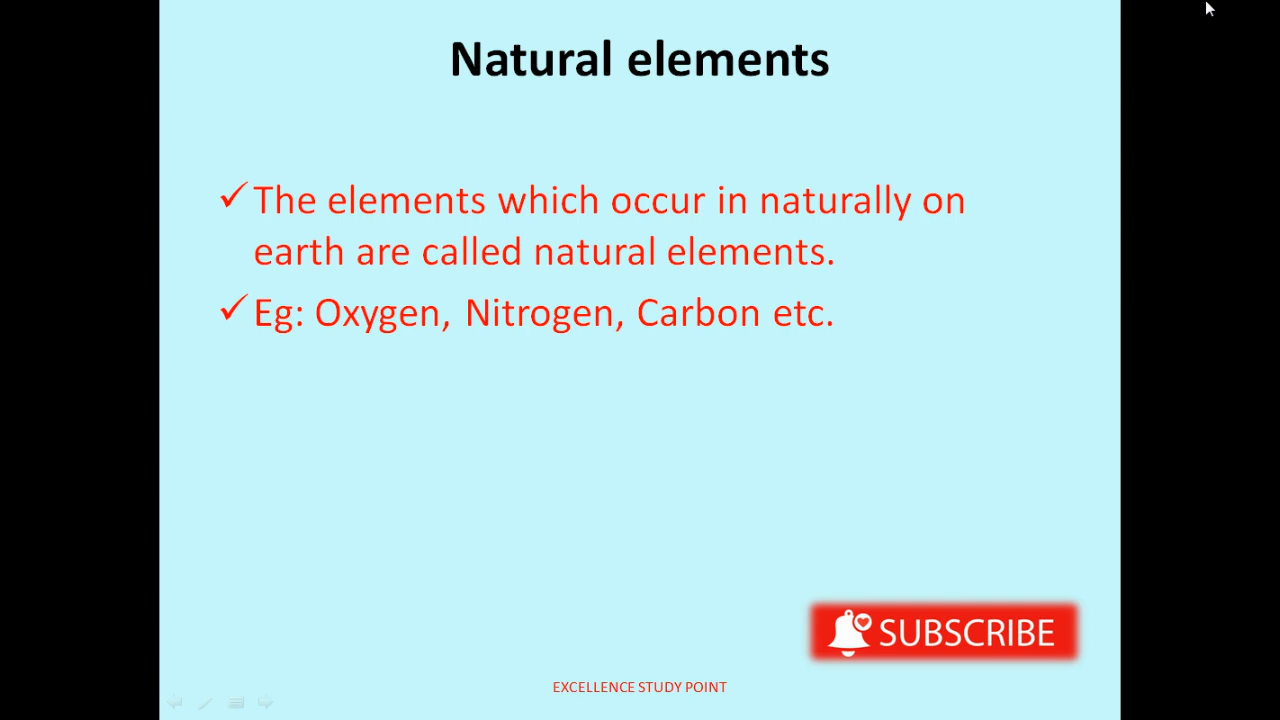 Natural elements
✓ The elements which occur in naturally on
earth are called natural elements.
✓ Eg: Oxygen, Nitrogen, Carbon etc.
SUBSCRIBE
EXCELLENCE STUDY POINT